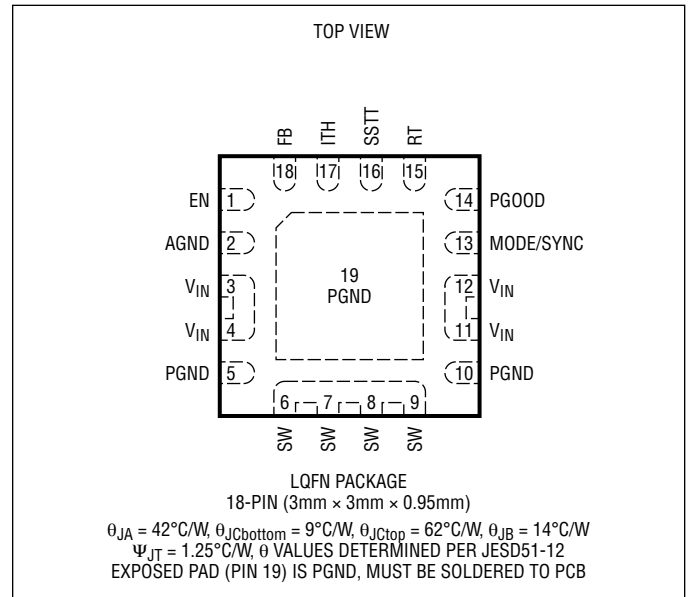 TOP VIEW
FB ITH SSTT RT
18 17 16 15
EN 1 14 PGOOD
AGND 2 13 MODE/SYNC
19
PGND
VIN 3 12 VIN
VIN 4 11 VIN
PGND 5 10 PGND
6 7 8 9
SW SW SW SW
LQFN PACKAGE
18-PIN (3mm × 3mm × 0.95mm)
θJA = 42°C/W, θJCbottom = 9°C/W, θJCtop = 62°C/W, θJB = 14°C/W
ΨJT = 1.25°C/W, θ VALUES DETERMINED PER JESD51-12
EXPOSED PAD (PIN 19) IS PGND, MUST BE SOLDERED TO PCB